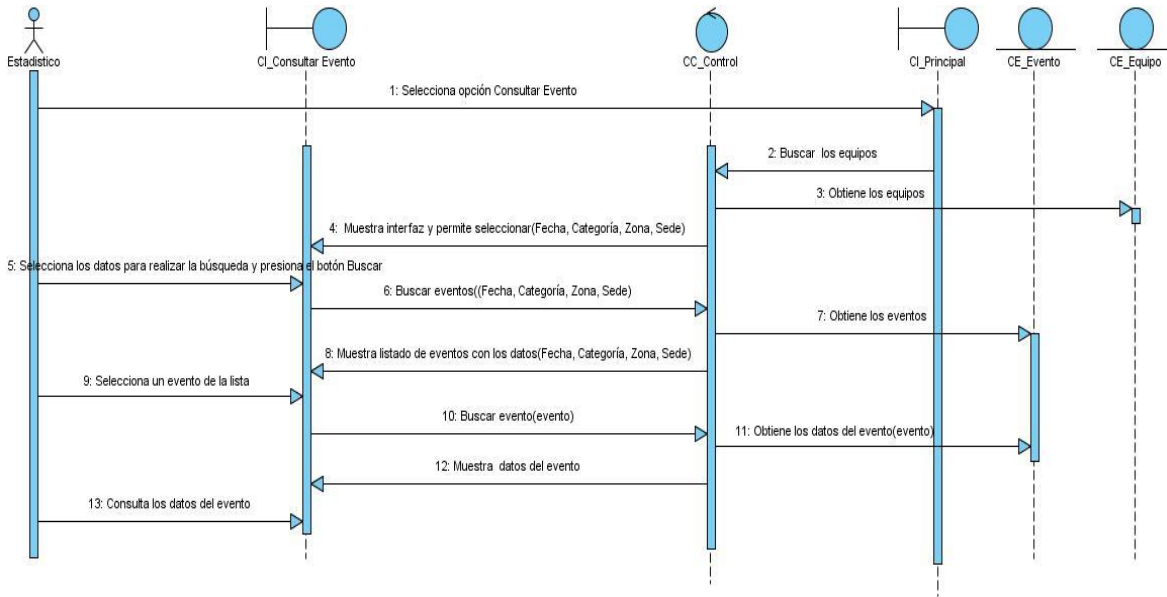 Estadistico
CI_Consultar Evento
CC_Control
CI_Principal
CE_Evento
CE_Equipo
1: Selecciona opción Consultar Evento
2: Buscar los equipos
3: Obtiene los equipos
4: Muestra interfaz y permite seleccionar(Fecha, Categoría, Zona, Sede)
5: Selecciona los datos para realizar la búsqueda y presiona el botón Buscar
6: Buscar eventos((Fecha, Categoría, Zona, Sede)
7: Obtiene los eventos
8: Muestra listado de eventos con los datos(Fecha, Categoría, Zona, Sede)
9: Selecciona un evento de la lista
10: Buscar evento(evento)
11: Obtiene los datos del evento(evento)
12: Muestra datos del evento
13: Consulta los datos del evento